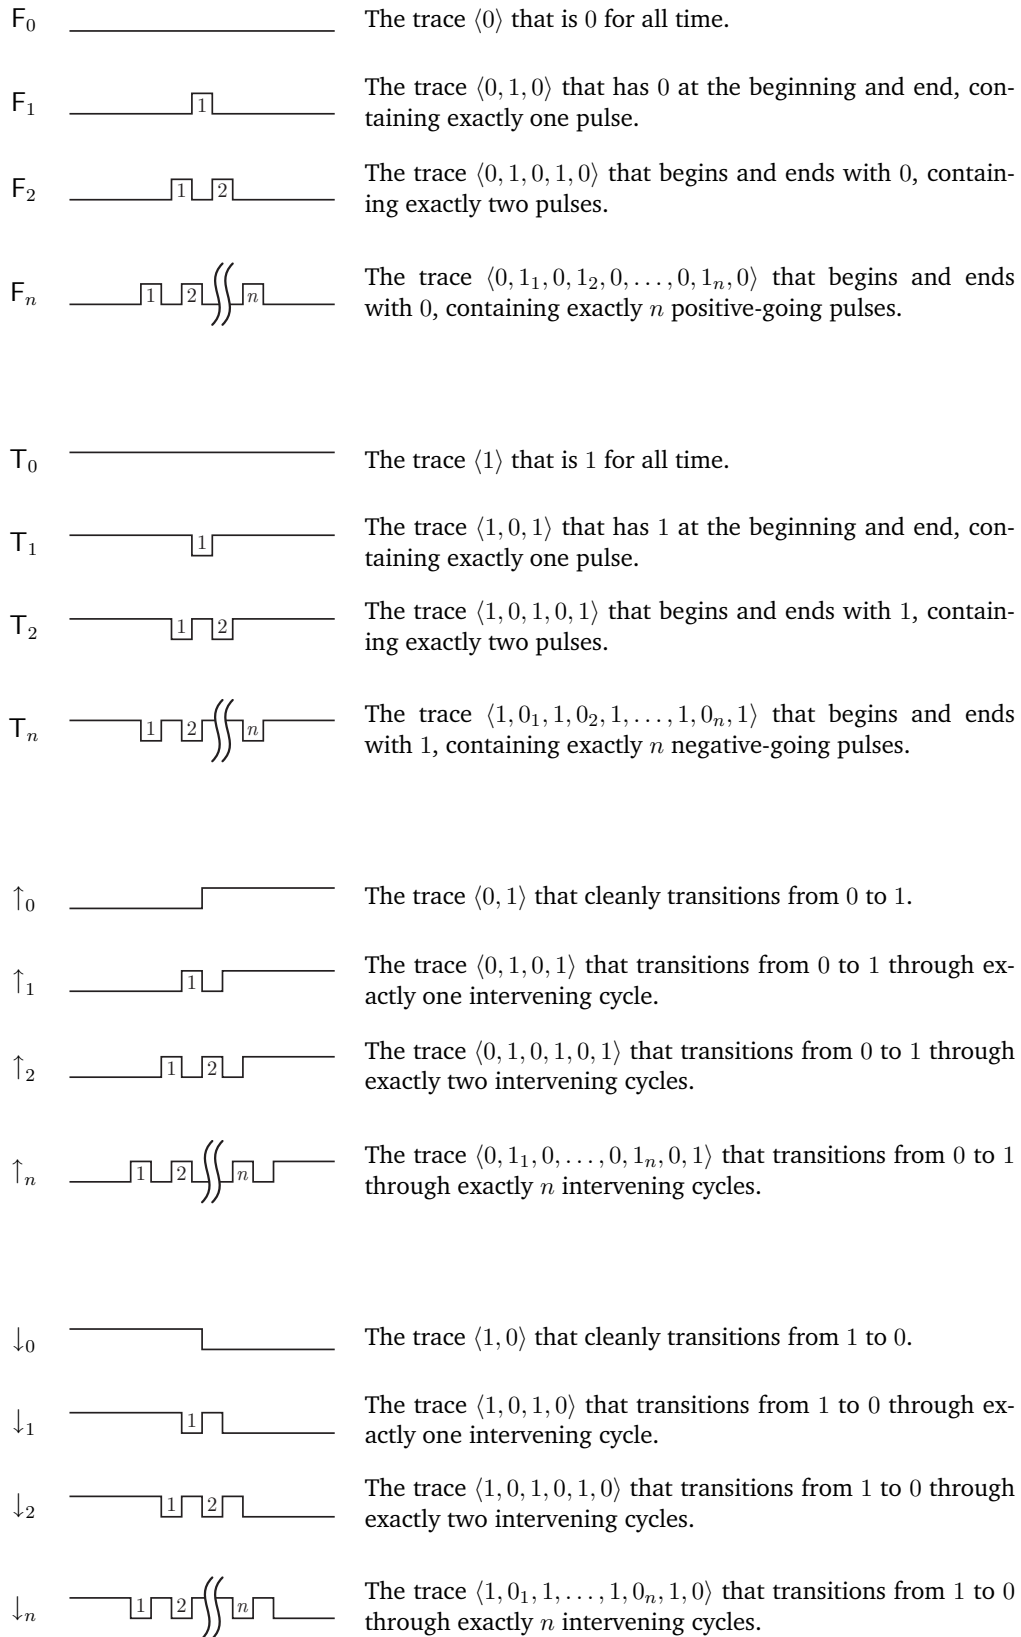 F₀ The trace ⟨0⟩ that is 0 for all time.
F₁ 1 The trace ⟨0, 1, 0⟩ that has 0 at the beginning and end, con-
taining exactly one pulse.
F₂ 1 2 The trace ⟨0, 1, 0, 1, 0⟩ that begins and ends with 0, contain-
ing exactly two pulses.
Fₙ 1 2 n The trace ⟨0, 1₁, 0, 1₂, 0, . . . , 0, 1ₙ, 0⟩ that begins and ends
with 0, containing exactly n positive-going pulses.
T₀ The trace ⟨1⟩ that is 1 for all time.
T₁ 1 The trace ⟨1, 0, 1⟩ that has 1 at the beginning and end, con-
taining exactly one pulse.
T₂ 1 2 The trace ⟨1, 0, 1, 0, 1⟩ that begins and ends with 1, contain-
ing exactly two pulses.
Tₙ 1 2 n The trace ⟨1, 0₁, 1, 0₂, 1, . . . , 1, 0ₙ, 1⟩ that begins and ends
with 1, containing exactly n negative-going pulses.
↑₀ The trace ⟨0, 1⟩ that cleanly transitions from 0 to 1.
↑₁ 1 The trace ⟨0, 1, 0, 1⟩ that transitions from 0 to 1 through ex-
actly one intervening cycle.
↑₂ 1 2 The trace ⟨0, 1, 0, 1, 0, 1⟩ that transitions from 0 to 1 through
exactly two intervening cycles.
↑ₙ 1 2 n The trace ⟨0, 1₁, 0, . . . , 0, 1ₙ, 0, 1⟩ that transitions from 0 to 1
through exactly n intervening cycles.
↓₀ The trace ⟨1, 0⟩ that cleanly transitions from 1 to 0.
↓₁ 1 The trace ⟨1, 0, 1, 0⟩ that transitions from 1 to 0 through ex-
actly one intervening cycle.
↓₂ 1 2 The trace ⟨1, 0, 1, 0, 1, 0⟩ that transitions from 1 to 0 through
exactly two intervening cycles.
↓ₙ 1 2 n The trace ⟨1, 0₁, 1, . . . , 1, 0ₙ, 1, 0⟩ that transitions from 1 to 0
through exactly n intervening cycles.